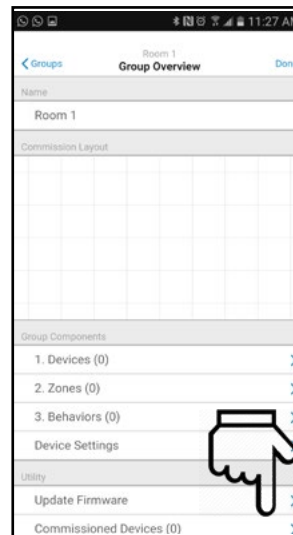 11:27 AM
Room 1
Groups
Group Overview
Name
Room 1
Commission Layout
Group Components
1. Devices (0)
2. Zones (0)
3. Behaviors (0)
Device Settings
Utility
Update Firmware
Commissioned Devices (0)